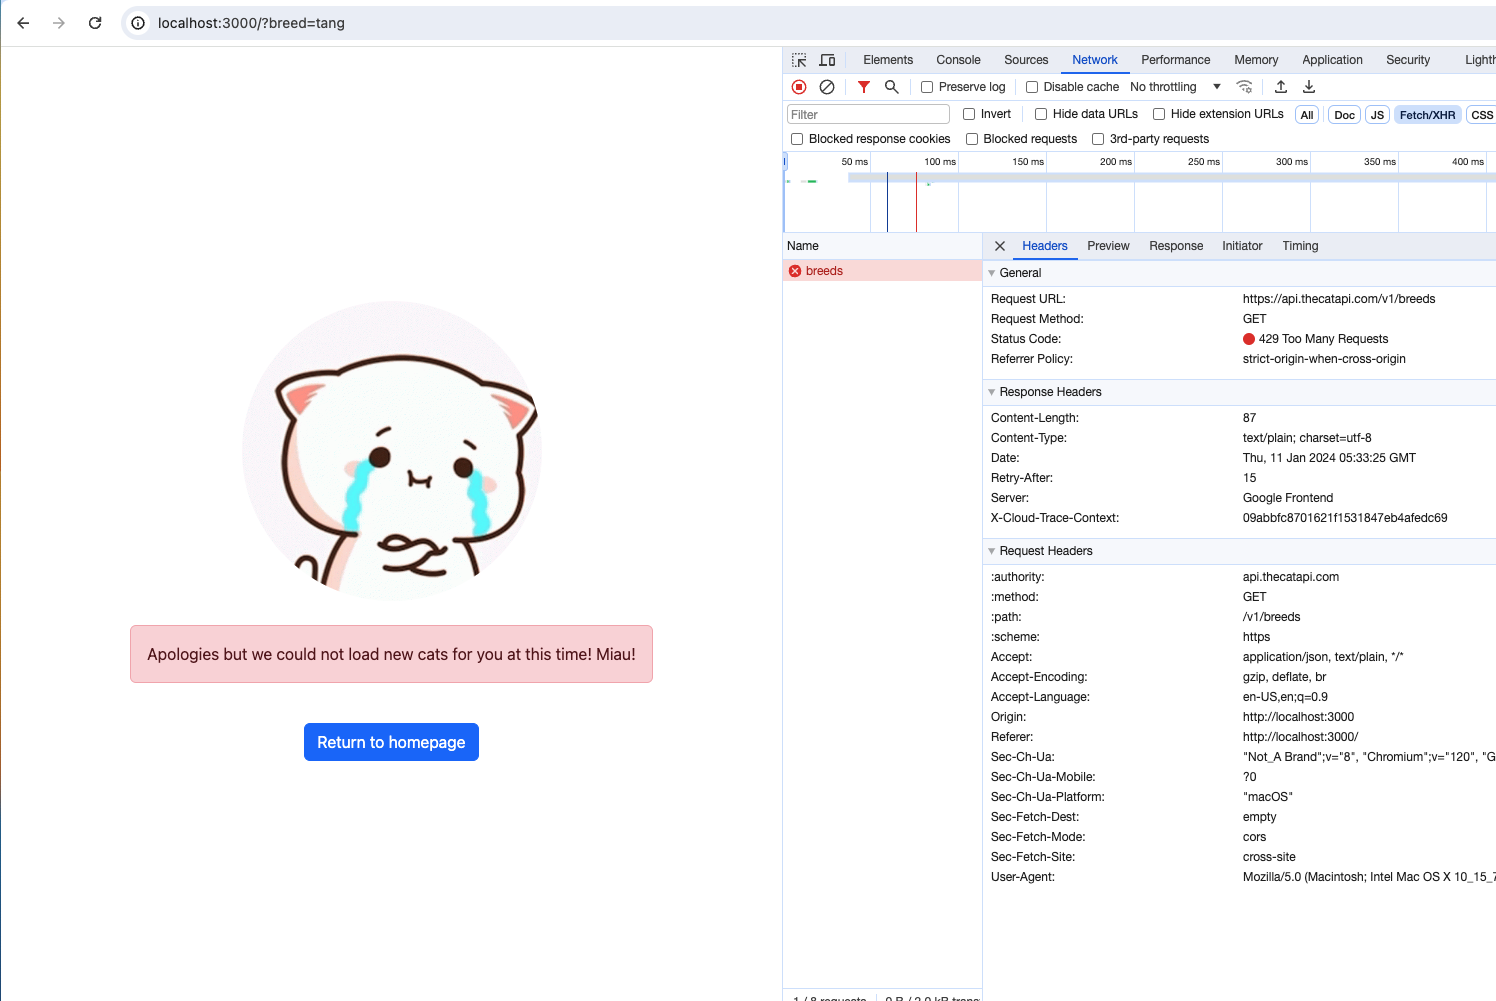 localhost:3000/?breed=tang
Elements Console Sources Network Performance Memory Application Security Lighth
Preserve log Disable cache No throttling
Filter Invert Hide data URLs Hide extension URLs All Doc JS Fetch/XHR CSS
Blocked response cookies Blocked requests 3rd-party requests
50 ms 100 ms 150 ms 200 ms 250 ms 300 ms 350 ms 400 ms
Name
breeds
Headers Preview Response Initiator Timing
General
Request URL: https://api.thecatapi.com/v1/breeds
Request Method: GET
Status Code: 429 Too Many Requests
Referrer Policy: strict-origin-when-cross-origin
Response Headers
Content-Length: 87
Content-Type: text/plain; charset=utf-8
Date: Thu, 11 Jan 2024 05:33:25 GMT
Retry-After: 15
Server: Google Frontend
X-Cloud-Trace-Context: 09abbfc8701621f1531847eb4afedc69
Request Headers
:authority: api.thecatapi.com
:method: GET
:path: /v1/breeds
:scheme: https
Accept: application/json, text/plain, */*
Accept-Encoding: gzip, deflate, br
Accept-Language: en-US,en;q=0.9
Origin: http://localhost:3000
Referer: http://localhost:3000/
Sec-Ch-Ua: "Not_A Brand";v="8", "Chromium";v="120", "G
Sec-Ch-Ua-Mobile: ?0
Sec-Ch-Ua-Platform: "macOS"
Sec-Fetch-Dest: empty
Sec-Fetch-Mode: cors
Sec-Fetch-Site: cross-site
User-Agent: Mozilla/5.0 (Macintosh; Intel Mac OS X 10_15_7
Apologies but we could not load new cats for you at this time! Miau!
Return to homepage
1 / 8 requests